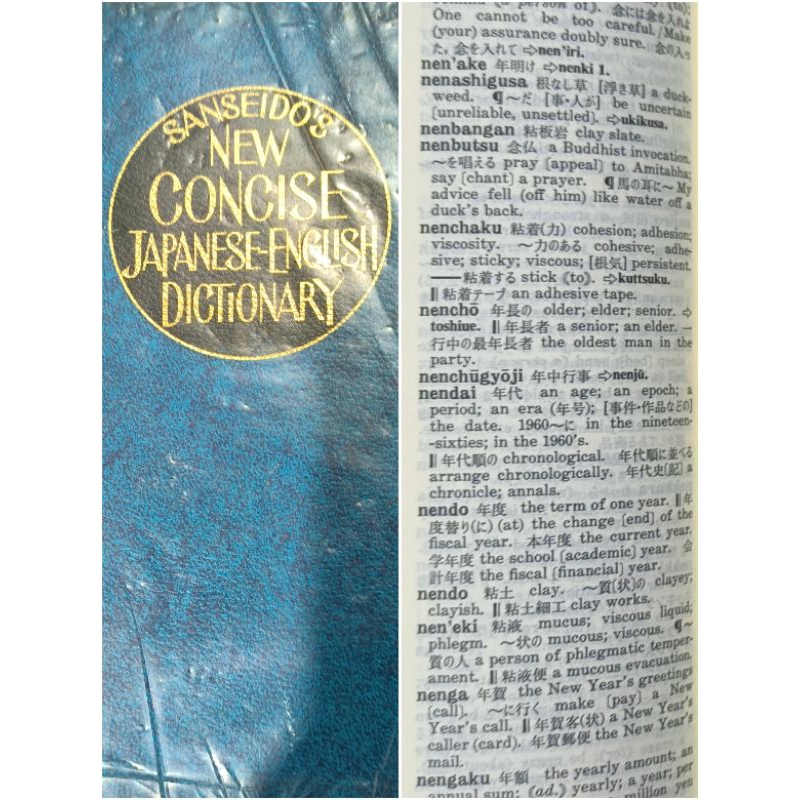 SANSEIDO'S
NEW
CONCISE
JAPANESE-ENGLISH
DICTIONARY
(a person of). 念には念を入れよ
One cannot be too careful./Make
(your) assurance doubly sure. 念の入っ
た, 念を入れて ⇨nen'iri.
nen'ake 年明け ⇨nenki 1.
nenashigusa 根なし草 [浮き草] a duck-
weed. ¶~だ [事・人が] be uncertain
[unreliable, unsettled]. ⇨ukikusa.
nenbangan 粘板岩 clay slate.
nenbutsu 念仏 a Buddhist invocation.
~を唱える pray [appeal] to Amitabha;
say [chant] a prayer. ¶馬の耳に~ My
advice fell (off him) like water off a
duck's back.
nenchaku 粘着(力) cohesion; adhesion;
viscosity. ~力のある cohesive; adhe-
sive; sticky; viscous; [根気] persistent.
——粘着する stick 《to》. ⇨kuttsuku.
‖粘着テープ an adhesive tape.
nenchō 年長の older; elder; senior. ⇨
toshiue. ‖年長者 a senior; an elder. 一
行中の最年長者 the oldest man in the
party.
nenchūgyōji 年中行事 ⇨nenjū.
nendai 年代 an age; an epoch; a
period; an era (年号); [事件・作品などの]
the date. 1960~に in the nineteen-
-sixties; in the 1960's.
‖年代順の chronological. 年代順に並べる
arrange chronologically. 年代史[記] a
chronicle; annals.
nendo 年度 the term of one year. ‖年
度替り(に) (at) the change [end] of the
fiscal year. 本年度 the current year.
学年度 the school [academic] year. 会
計年度 the fiscal [financial] year.
nendo 粘土 clay. ~質[状]の clayey;
clayish. ‖粘土細工 clay works.
nen'eki 粘液 mucus; viscous liquid;
phlegm. ~状の mucous; viscous. ¶~
質の人 a person of phlegmatic temper-
ament. ‖粘液便 a mucous evacuation.
nenga 年賀 the New Year's greetings
[call]. ~に行く make [pay] a New
Year's call. ‖年賀客(状) a New Year's
caller (card). 年賀郵便 the New Year's
mail.
nengaku 年額 the yearly amount; an
annual sum; 《ad.》 yearly; a year; per
million yen